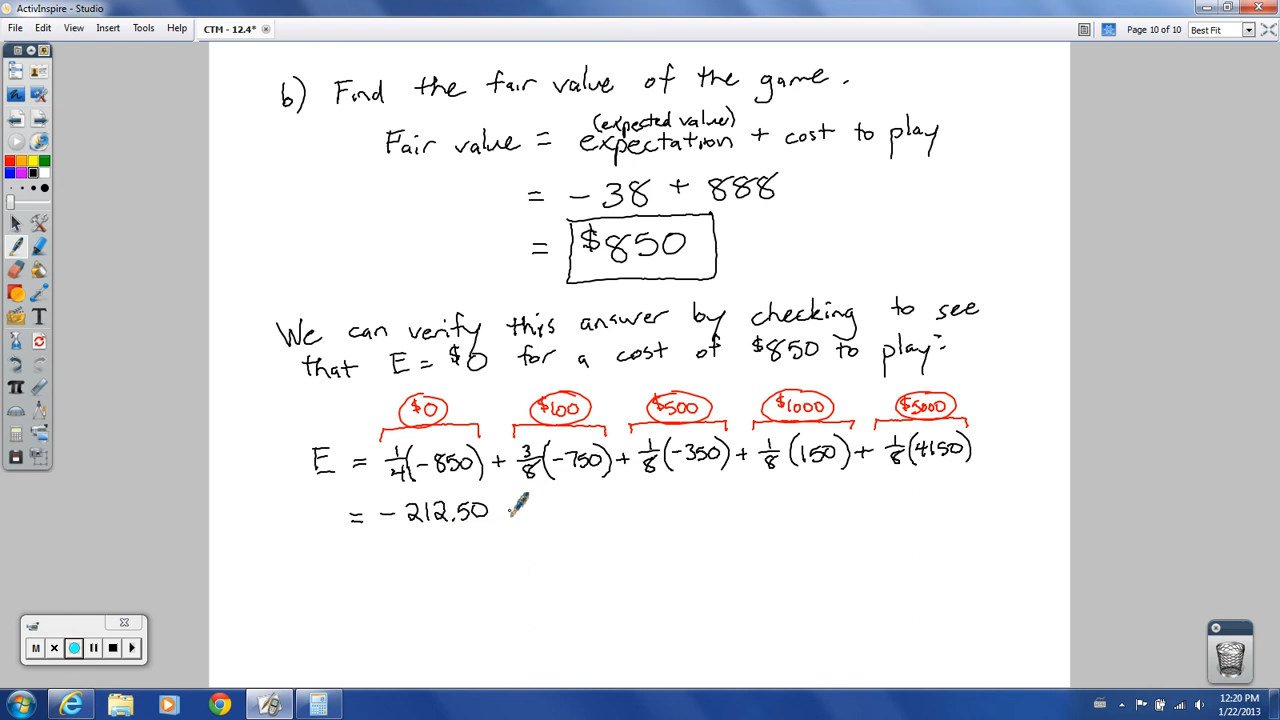 ActivInspire - Studio
File Edit View Insert Tools Help CTM - 12.4* Page 10 of 10 Best Fit
b) Find the fair value of the game.
(expected value)
Fair value = expectation + cost to play
= - 38 + 888
= $850
We can verify this answer by checking to see
that E = $0 for a cost of $850 to play:
$0 $100 $500 $1000 $5000
E = 1/4(-850) + 3/8(-750) + 1/8(-350) + 1/8(150) + 1/8(4150)
= - 212.50
M
12:20 PM
1/22/2013